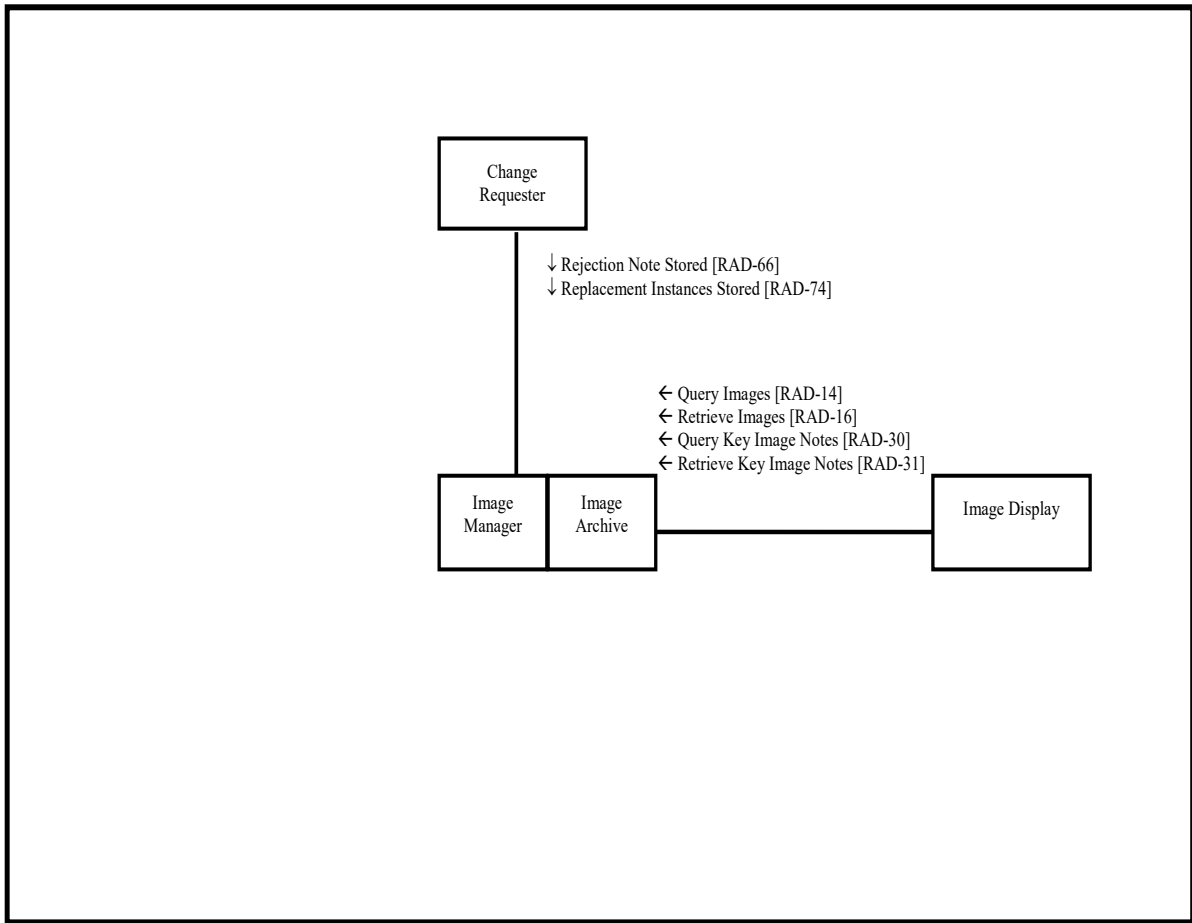 Change
Requester
↓ Rejection Note Stored [RAD-66]
↓ Replacement Instances Stored [RAD-74]
← Query Images [RAD-14]
← Retrieve Images [RAD-16]
← Query Key Image Notes [RAD-30]
← Retrieve Key Image Notes [RAD-31]
Image
Manager
Image
Archive
Image Display